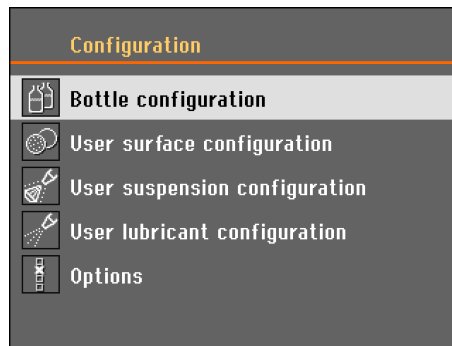 Configuration
Bottle configuration
User surface configuration
User suspension configuration
User lubricant configuration
Options